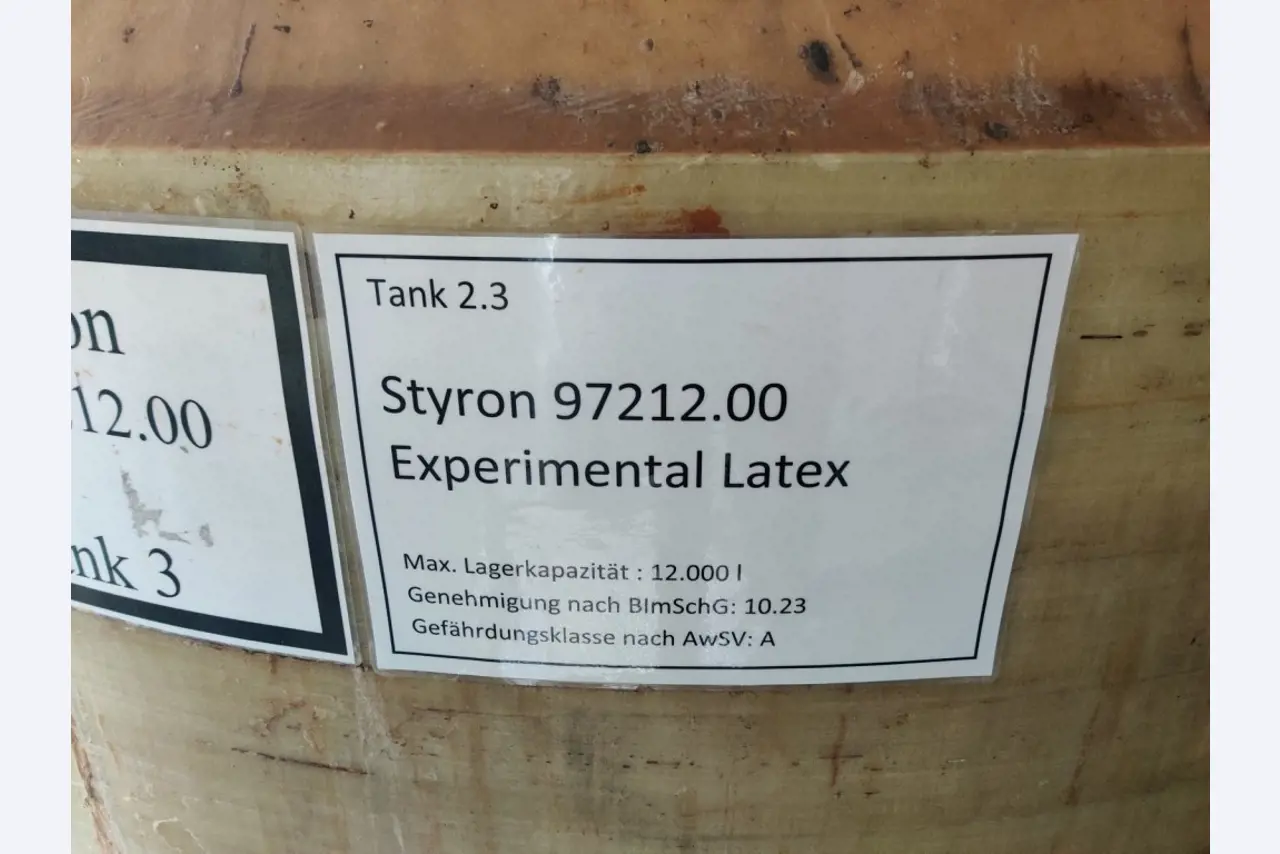 on
12.00
nk 3
Tank 2.3
Styron 97212.00
Experimental Latex
Max. Lagerkapazität : 12.000 l
Genehmigung nach BImSchG: 10.23
Gefährdungsklasse nach AwSV: A